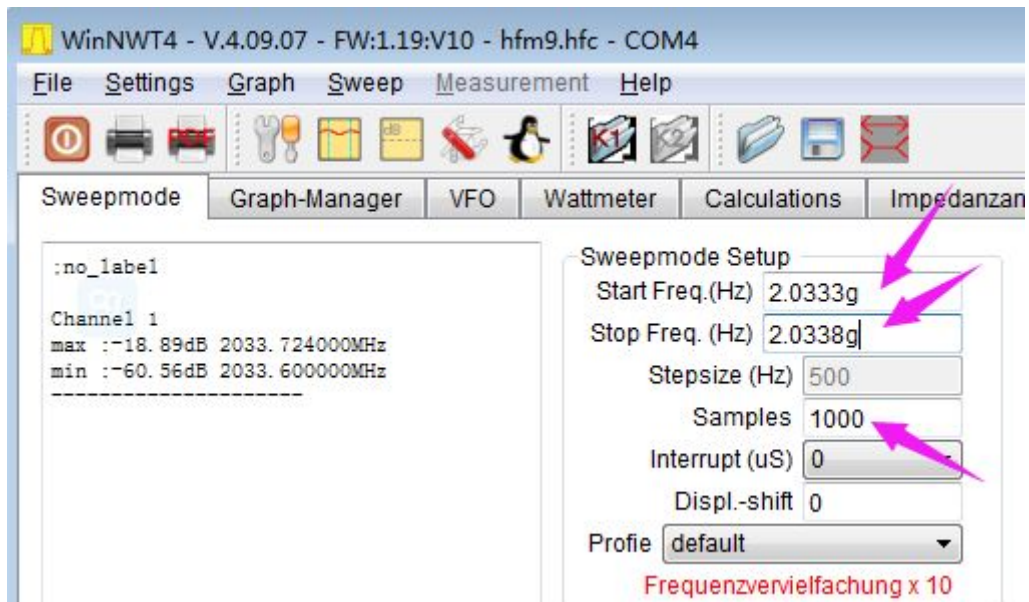 WinNWT4 - V.4.09.07 - FW:1.19:V10 - hfm9.hfc - COM4
File Settings Graph Sweep Measurement Help
dB K1 K2
Sweepmode Graph-Manager VFO Wattmeter Calculations Impedanzan
;no_label
Channel 1
max :-18.89dB 2033.724000MHz
min :-60.56dB 2033.600000MHz
---------------------
Sweepmode Setup
Start Freq.(Hz) 2.0333g
Stop Freq. (Hz) 2.0338g
Stepsize (Hz) 500
Samples 1000
Interrupt (uS) 0
Displ.-shift 0
Profie default
Frequenzvervielfachung x 10